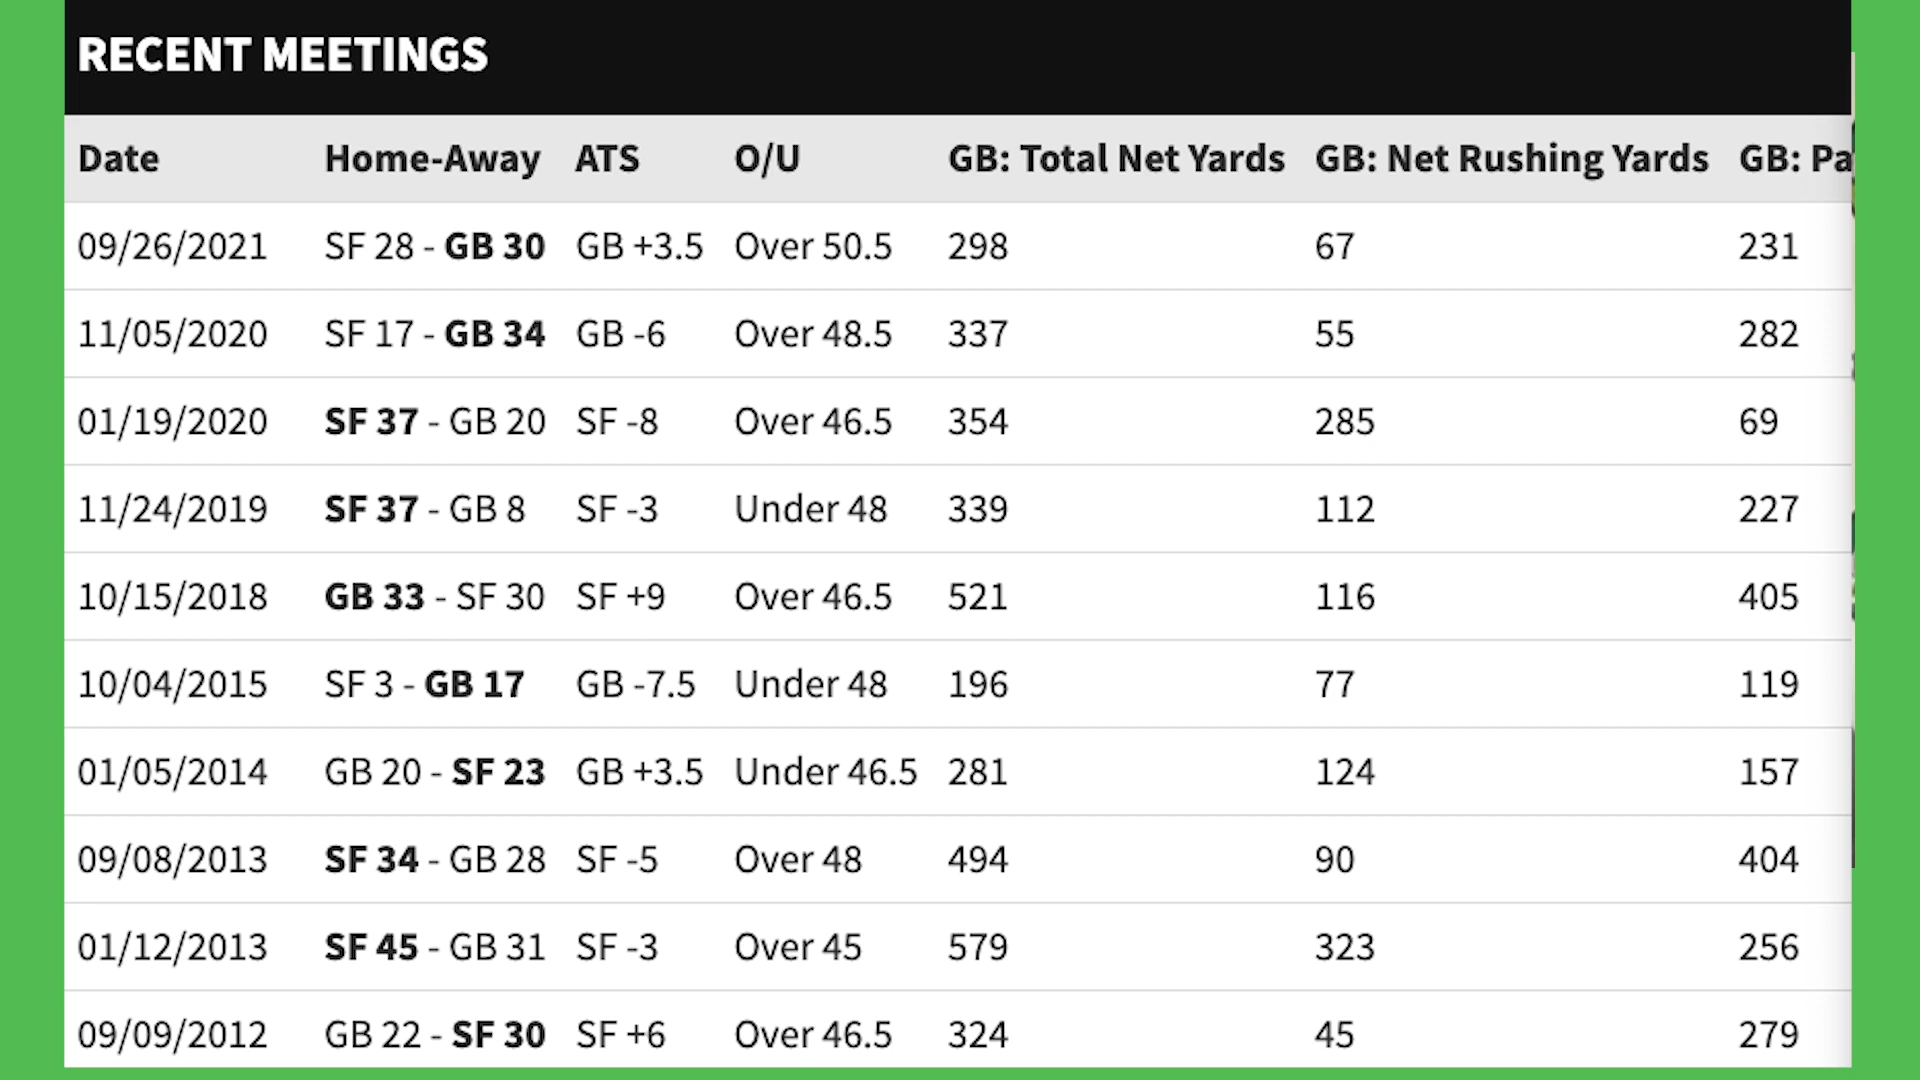 RECENT MEETINGS
Date Home-Away ATS O/U GB: Total Net Yards GB: Net Rushing Yards GB: Pa
09/26/2021 SF 28 - GB 30 GB +3.5 Over 50.5 298 67 231
11/05/2020 SF 17 - GB 34 GB -6 Over 48.5 337 55 282
01/19/2020 SF 37 - GB 20 SF -8 Over 46.5 354 285 69
11/24/2019 SF 37 - GB 8 SF -3 Under 48 339 112 227
10/15/2018 GB 33 - SF 30 SF +9 Over 46.5 521 116 405
10/04/2015 SF 3 - GB 17 GB -7.5 Under 48 196 77 119
01/05/2014 GB 20 - SF 23 GB +3.5 Under 46.5 281 124 157
09/08/2013 SF 34 - GB 28 SF -5 Over 48 494 90 404
01/12/2013 SF 45 - GB 31 SF -3 Over 45 579 323 256
09/09/2012 GB 22 - SF 30 SF +6 Over 46.5 324 45 279